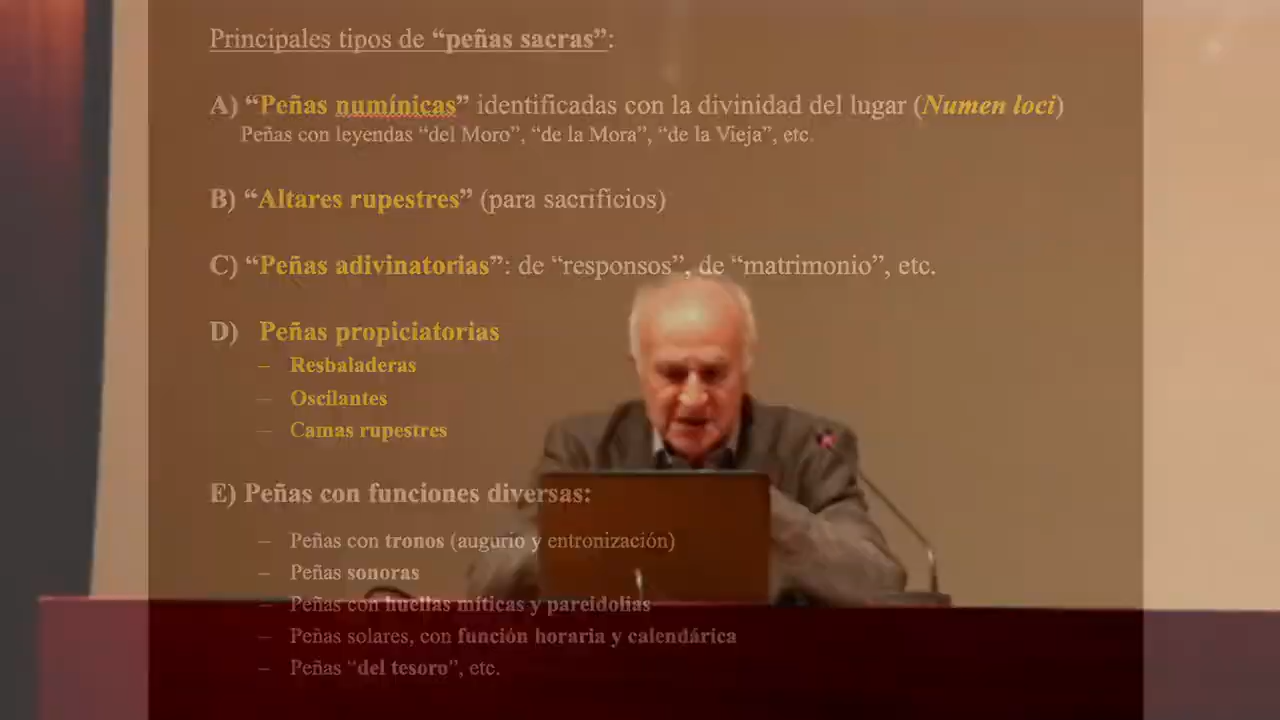 Principales tipos de “peñas sacras”:
A) “Peñas numínicas” identificadas con la divinidad del lugar (Numen loci)
Peñas con leyendas “del Moro”, “de la Mora”, “de la Vieja”, etc.
B) “Altares rupestres” (para sacrificios)
C) “Peñas adivinatorias”: de “responsos”, de “matrimonio”, etc.
D) Peñas propiciatorias
– Resbaladeras
– Oscilantes
– Camas rupestres
E) Peñas con funciones diversas:
– Peñas con tronos (augurio y entronización)
– Peñas sonoras
– Peñas con huellas míticas y pareidolias
– Peñas solares, con función horaria y calendárica
– Peñas “del tesoro”, etc.